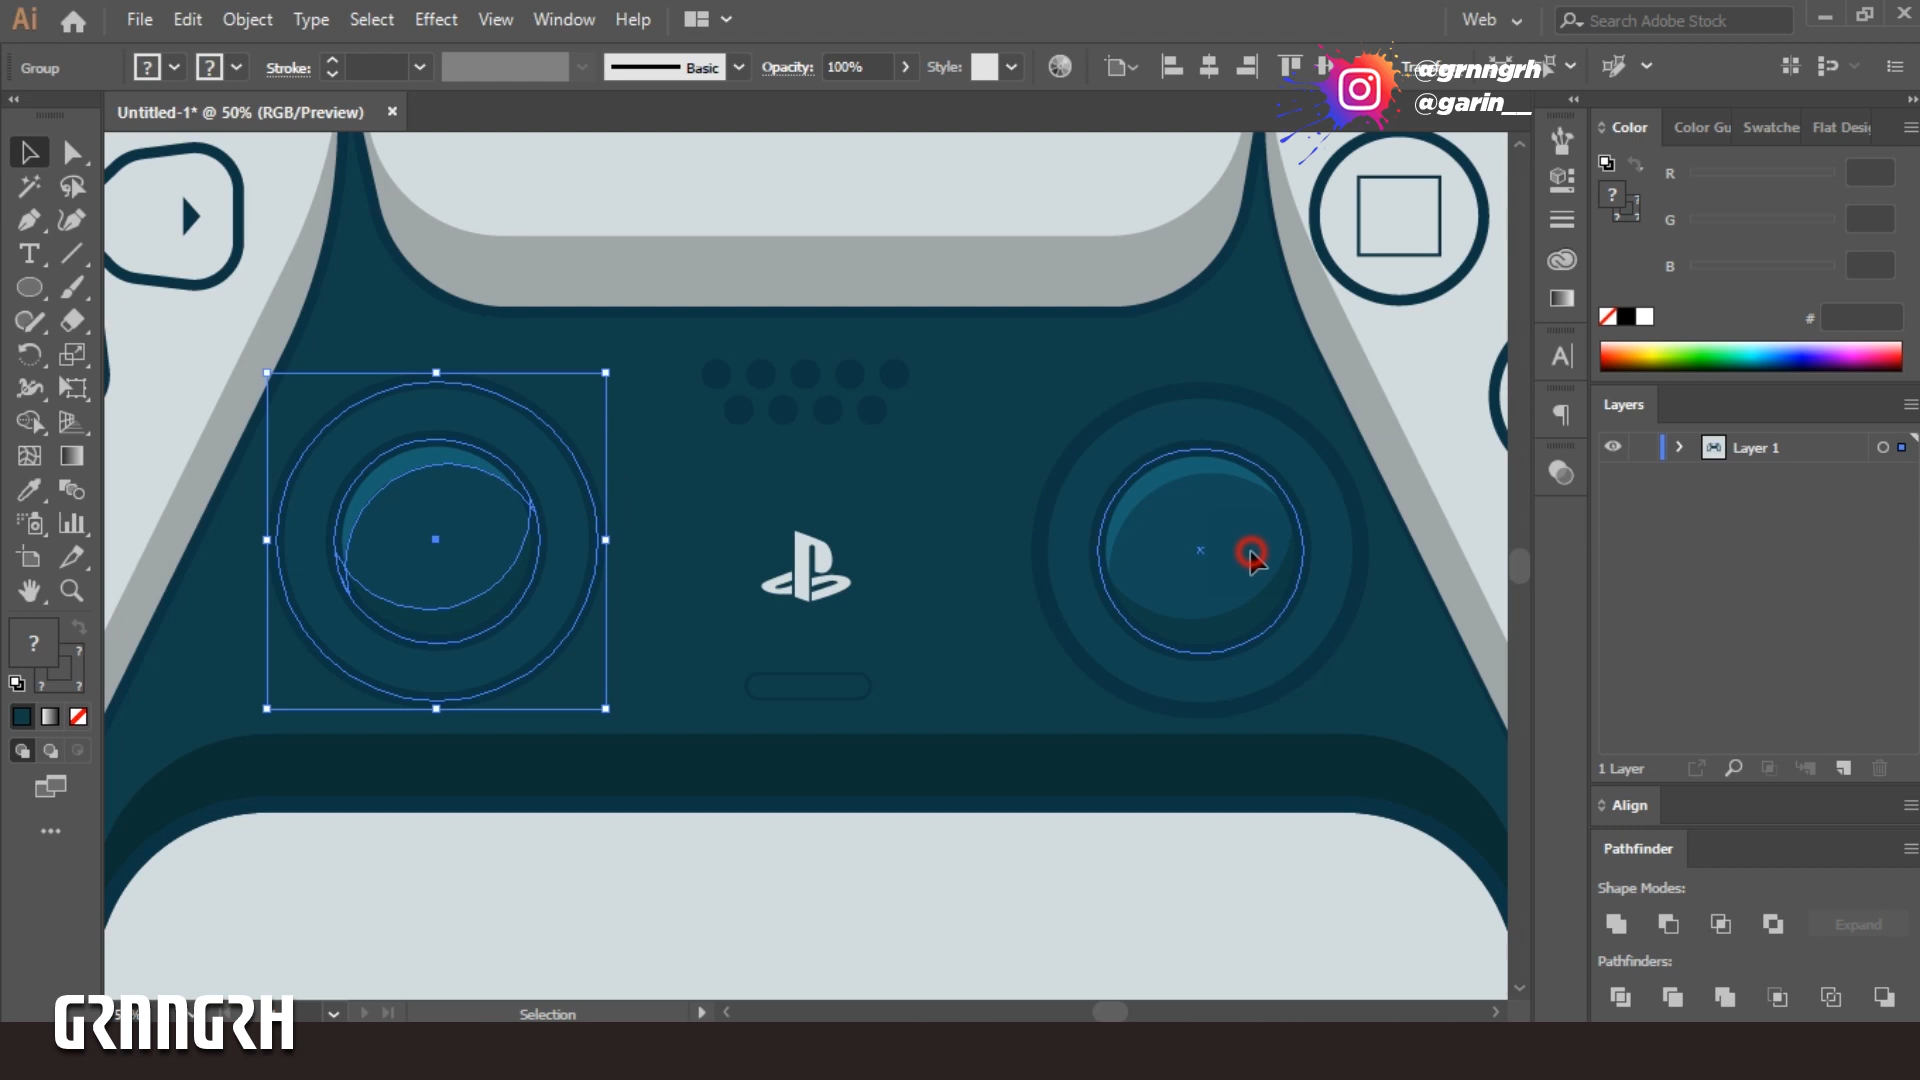 Ai
File Edit Object Type Select Effect View Window Help
Web
Search Adobe Stock
Group
?
?
Stroke:
Basic
Opacity: 100%
Style:
@grnngrh
@garin__
Untitled-1* @ 50% (RGB/Preview)
Color Color Gu Swatche Flat Desig
R
G
B
?
#
Layers
Layer 1
1 Layer
Align
Pathfinder
Shape Modes:
Expand
Pathfinders:
?
Selection
GRNNGRH